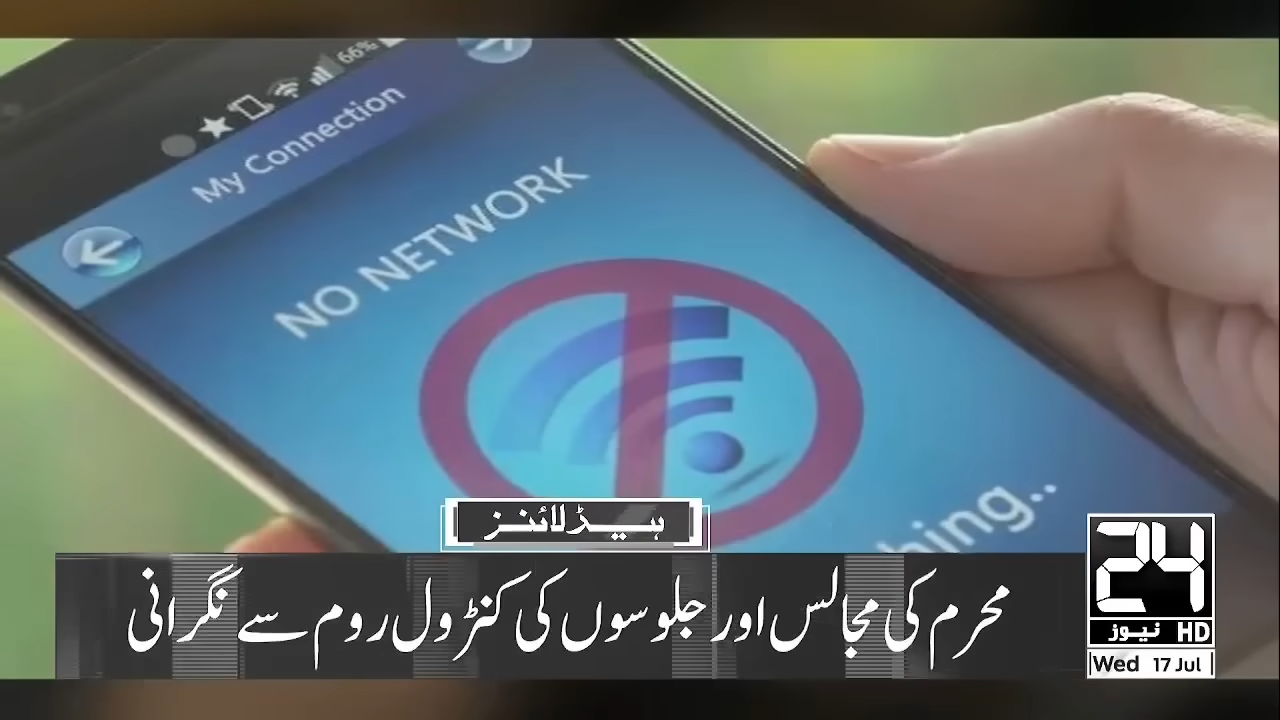 66%
My Connection
NO NETWORK
hing..
ہیڈلائنز
محرم کی مجالس اور جلوسوں کی کنٹرول روم سے نگرانی
24
نیوز HD
Wed 17 Jul